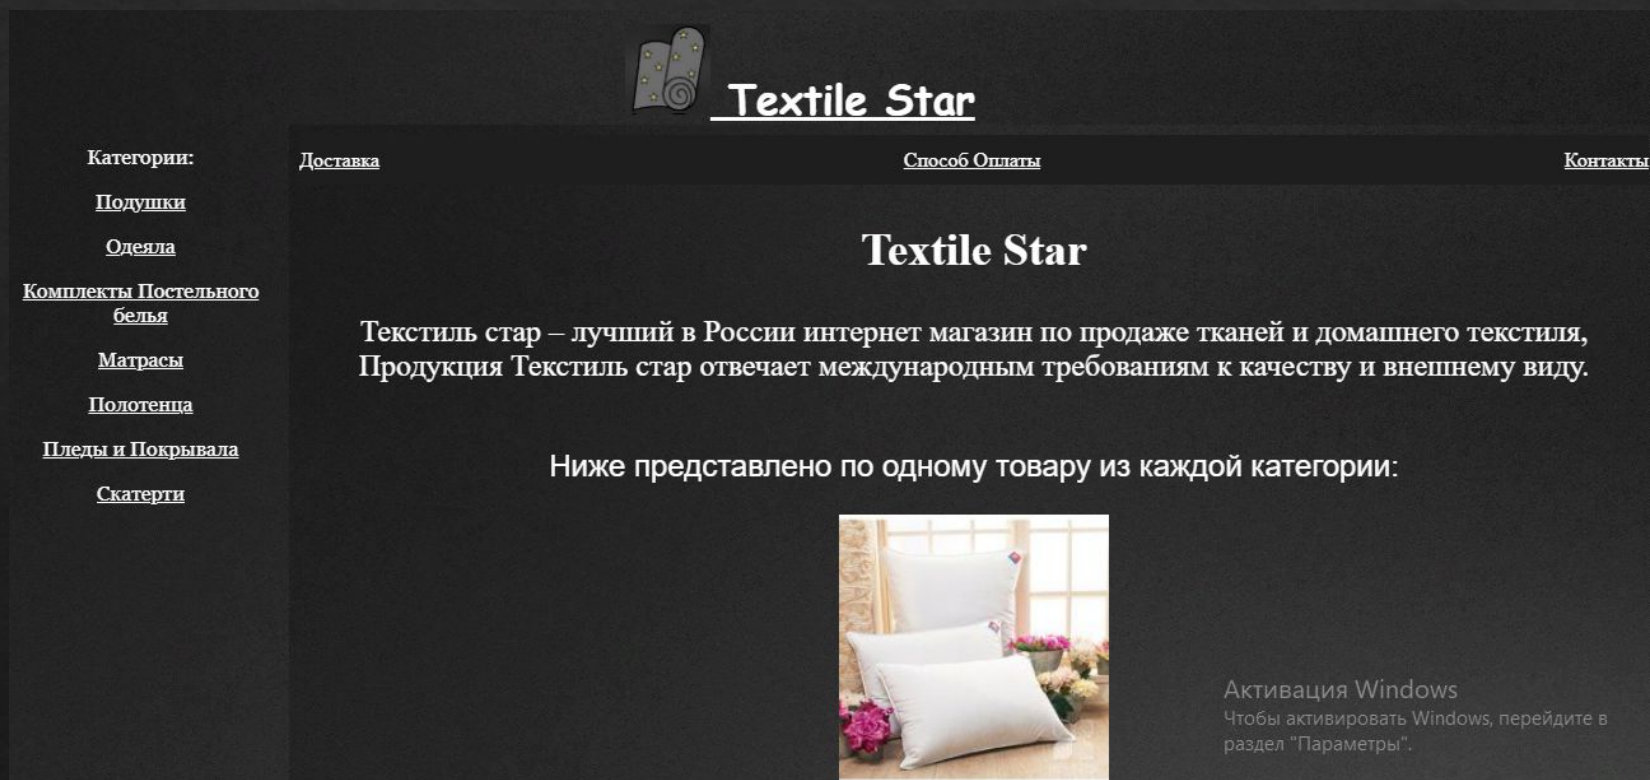 Textile Star
Категории:
Подушки
Одеяла
Комплекты Постельного
белья
Матрасы
Полотенца
Пледы и Покрывала
Скатерти
Доставка
Способ Оплаты
Контакты
Textile Star
Текстиль стар – лучший в России интернет магазин по продаже тканей и домашнего текстиля,
Продукция Текстиль стар отвечает международным требованиям к качеству и внешнему виду.
Ниже представлено по одному товару из каждой категории:
Активация Windows
Чтобы активировать Windows, перейдите в
раздел "Параметры".